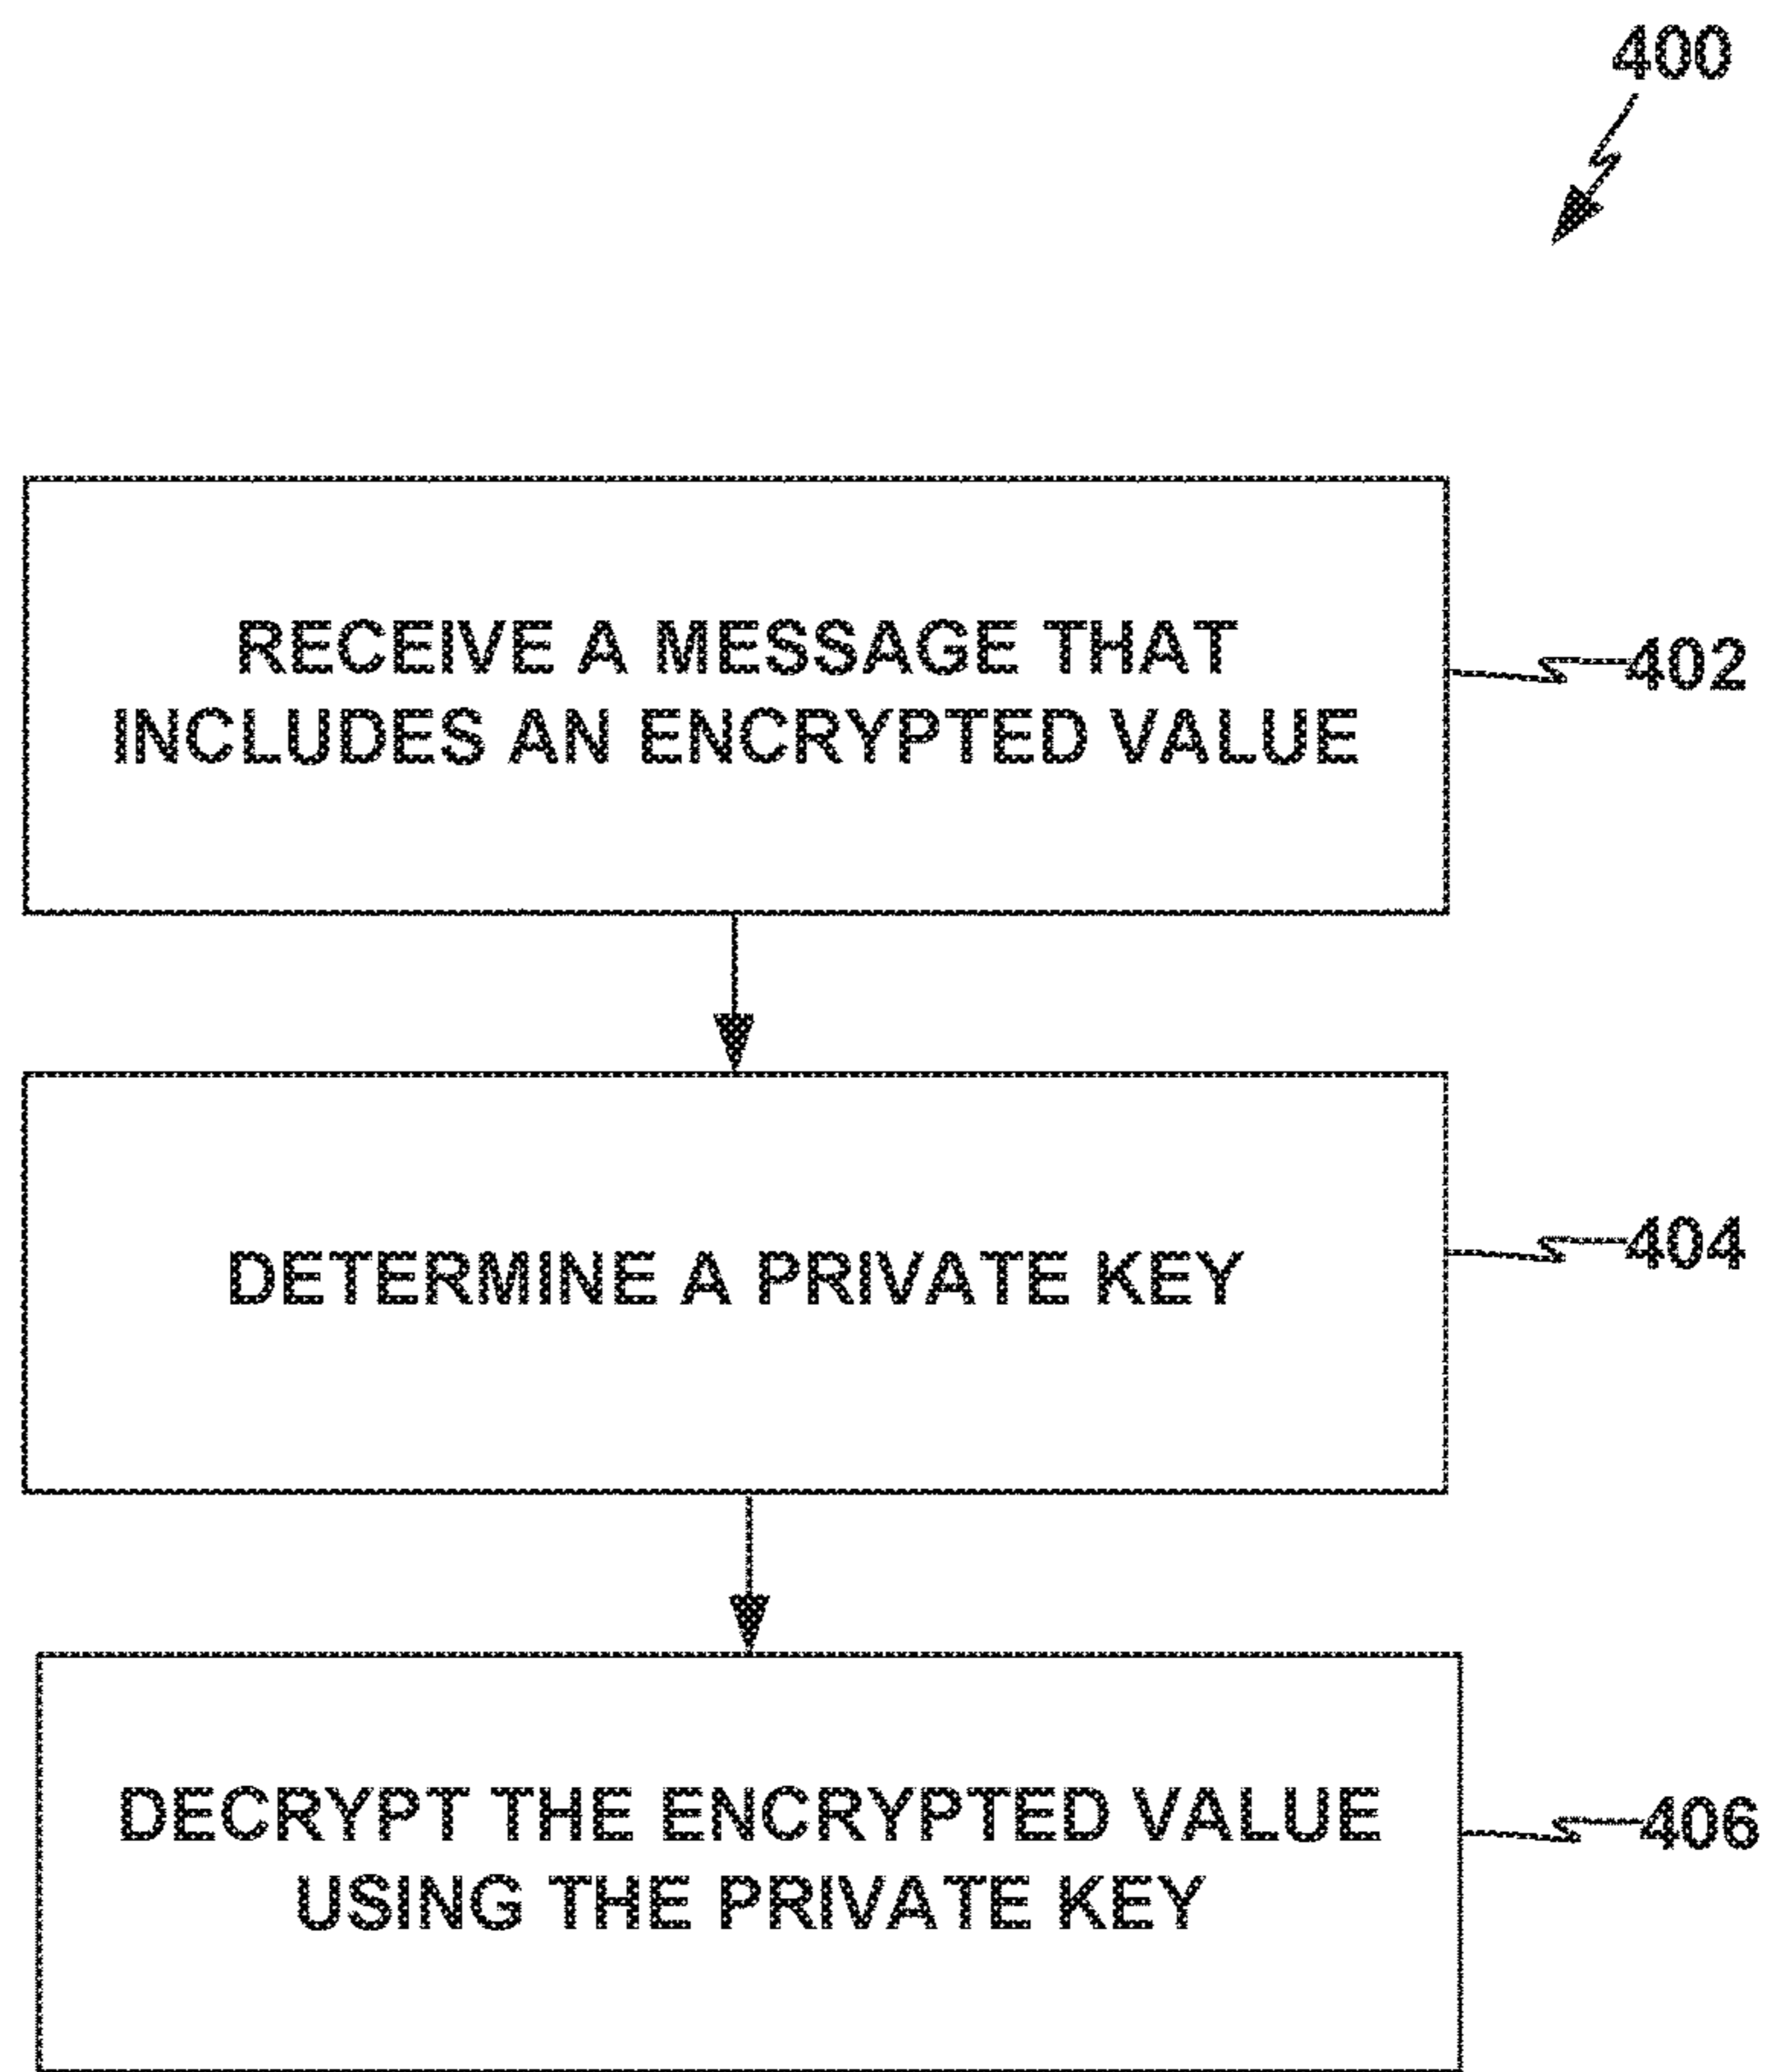 400
RECEIVE A MESSAGE THAT
INCLUDES AN ENCRYPTED VALUE
402
DETERMINE A PRIVATE KEY
404
DECRYPT THE ENCRYPTED VALUE
USING THE PRIVATE KEY
406